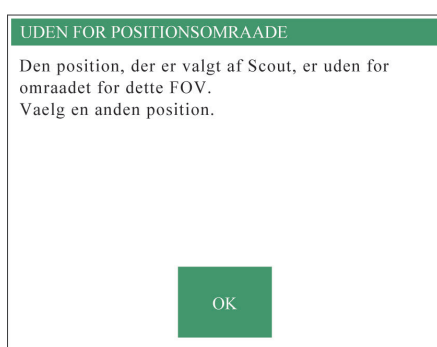 UDEN FOR POSITIONSOMRAADE
Den position, der er valgt af Scout, er uden for
omraadet for dette FOV.
Vaelg en anden position.
OK